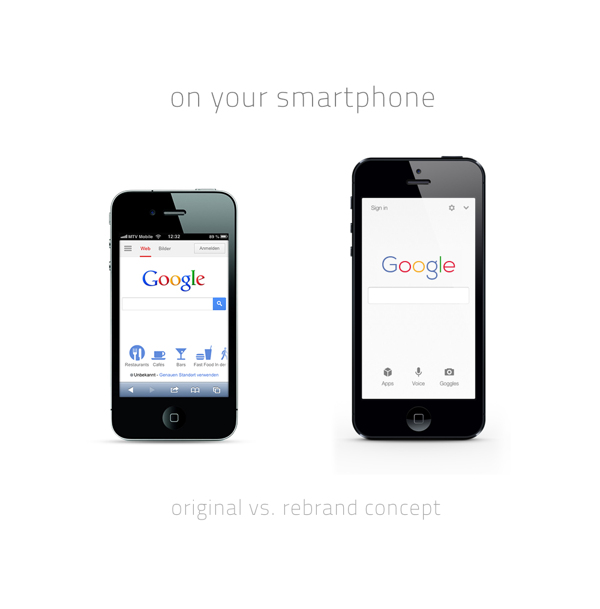 on your smartphone
MTV Mobile 12:32 89 %
Web Bilder Anmelden
Google
Restaurants Cafes Bars Fast Food In der
Unbekannt - Genauen Standort verwenden
Sign in
Google
Apps Voice Goggles
original vs. rebrand concept